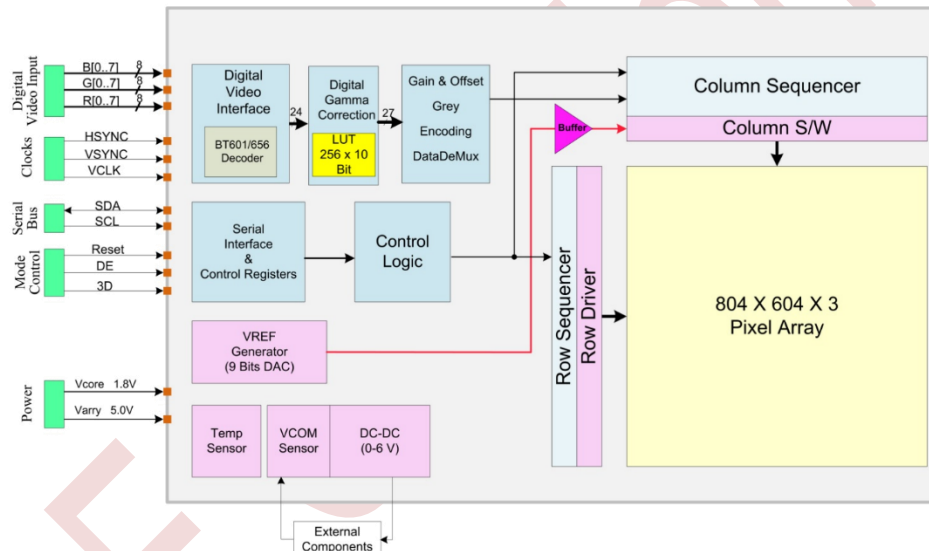 Digital
Video Input
B[0..7] 8
G[0..7] 8
R[0..7] 8
Clocks
HSYNC
VSYNC
VCLK
Serial
Bus
SDA
SCL
Mode
Control
Reset
DE
3D
Power
Vcore 1.8V
Varry 5.0V
Digital
Video
Interface
BT601/656
Decoder
24
Digital
Gamma
Correction
LUT
256 x 10
Bit
27
Gain & Offset
Grey
Encoding
DataDeMux
Buffer
Column Sequencer
Column S/W
Serial
Interface
&
Control Registers
Control
Logic
Row Sequencer
Row Driver
804 X 604 X 3
Pixel Array
VREF
Generator
(9 Bits DAC)
Temp
Sensor
VCOM
Sensor
DC-DC
(0-6 V)
External
Components